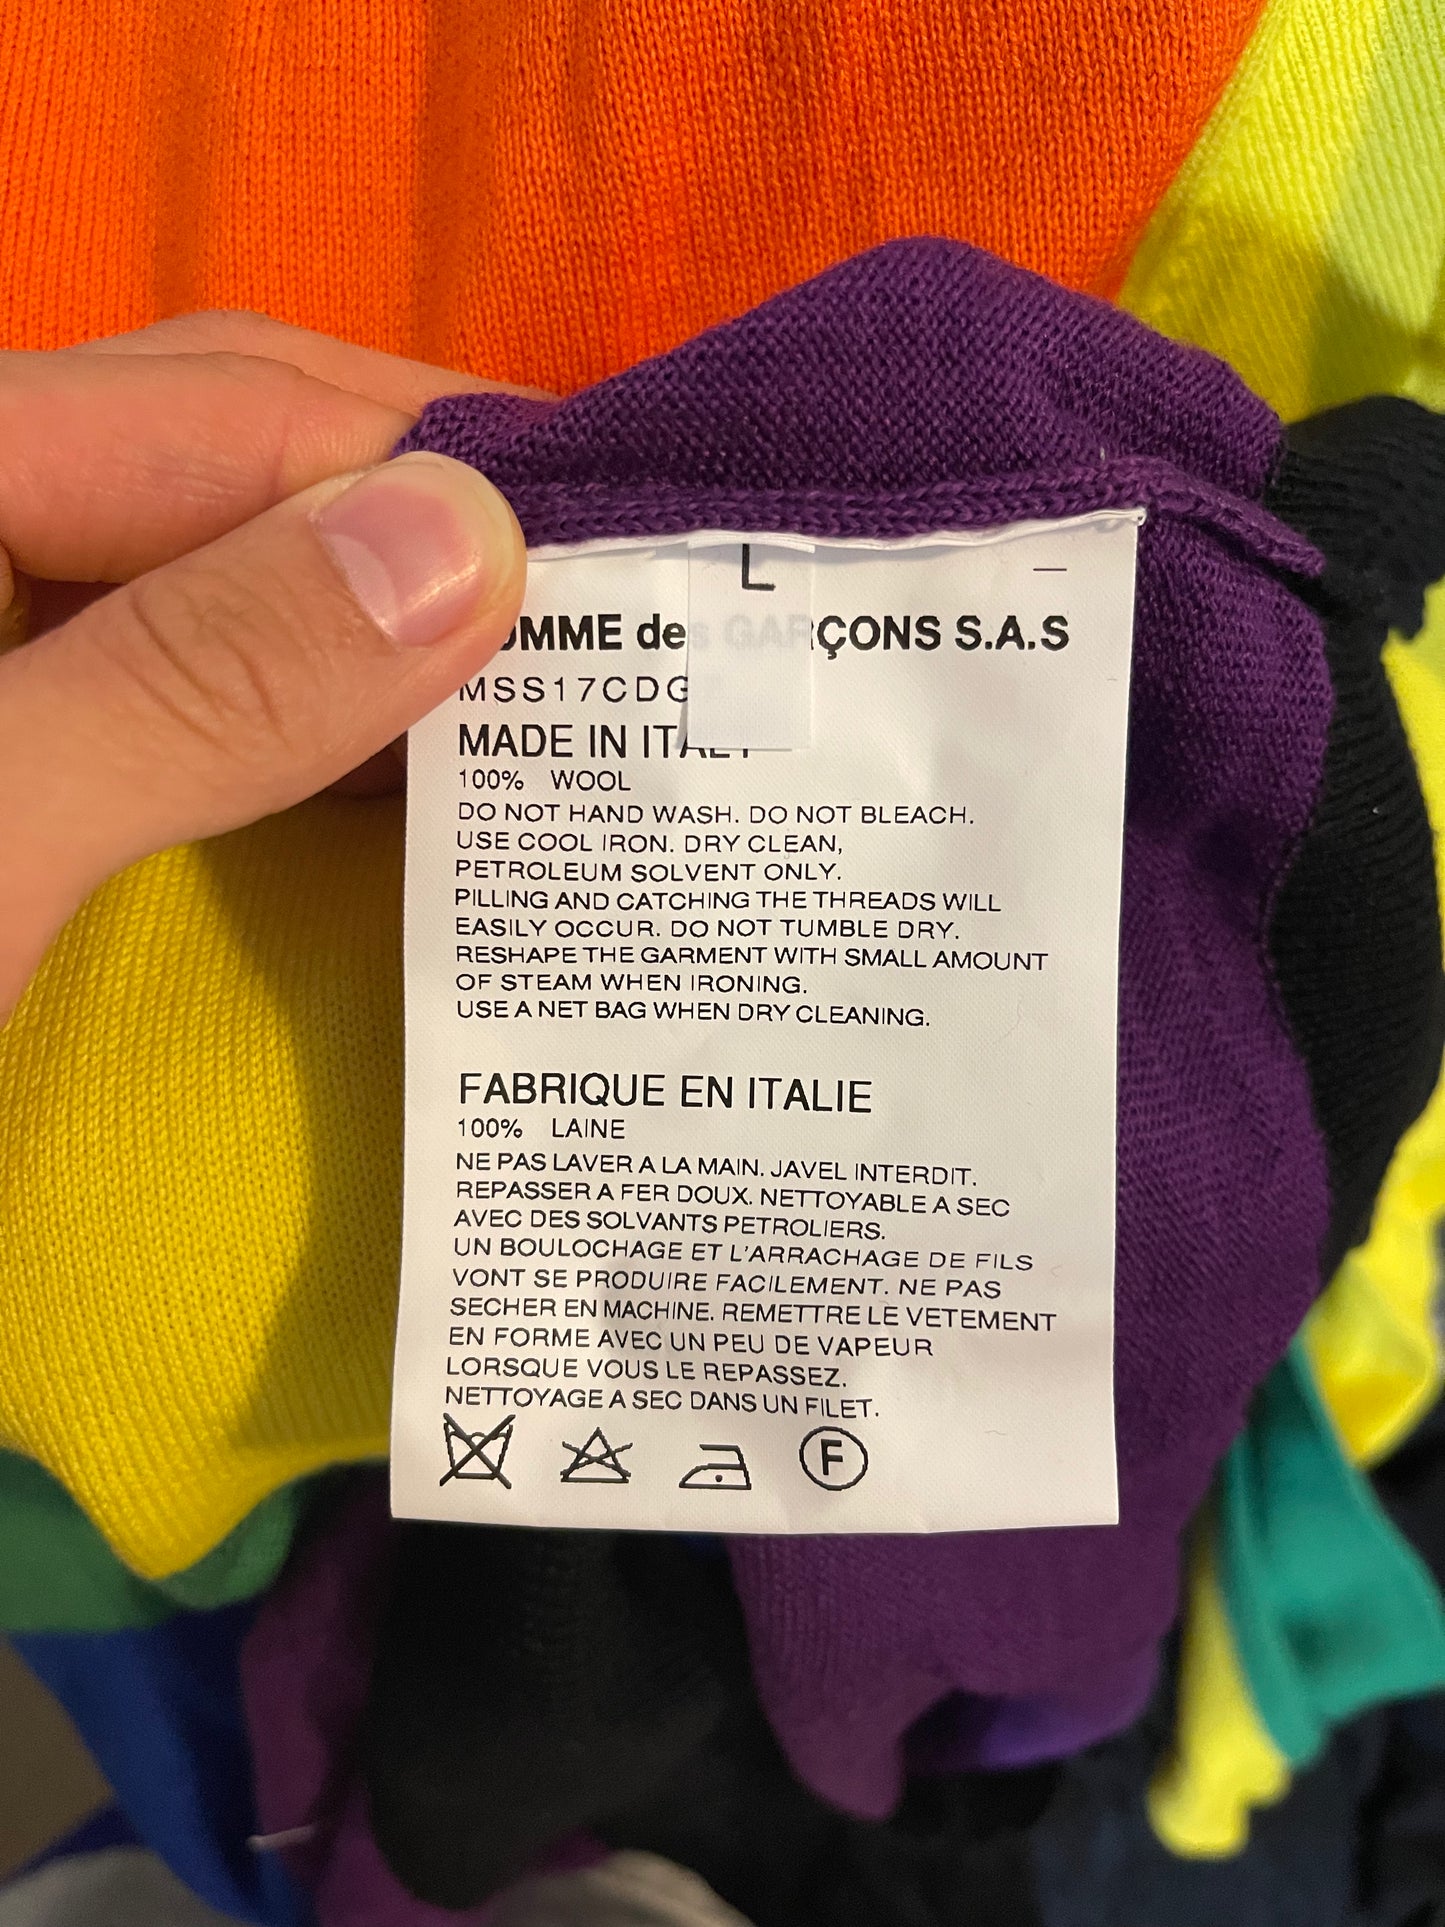 L
—
des GARÇONS S.A.S
MSS17CDG
MADE IN ITALY
100% WOOL
DO NOT HAND WASH. DO NOT BLEACH.
USE COOL IRON. DRY CLEAN,
PETROLEUM SOLVENT ONLY.
PILLING AND CATCHING THE THREADS WILL
EASILY OCCUR. DO NOT TUMBLE DRY.
RESHAPE THE GARMENT WITH SMALL AMOUNT
OF STEAM WHEN IRONING.
USE A NET BAG WHEN DRY CLEANING.
FABRIQUE EN ITALIE
100% LAINE
NE PAS LAVER A LA MAIN. JAVEL INTERDIT.
REPASSER A FER DOUX. NETTOYABLE A SEC
AVEC DES SOLVANTS PETROLIERS.
UN BOULOCHAGE ET L'ARRACHAGE DE FILS
VONT SE PRODUIRE FACILEMENT. NE PAS
SECHER EN MACHINE. REMETTRE LE VETEMENT
EN FORME AVEC UN PEU DE VAPEUR
LORSQUE VOUS LE REPASSEZ.
NETTOYAGE A SEC DANS UN FILET.
F